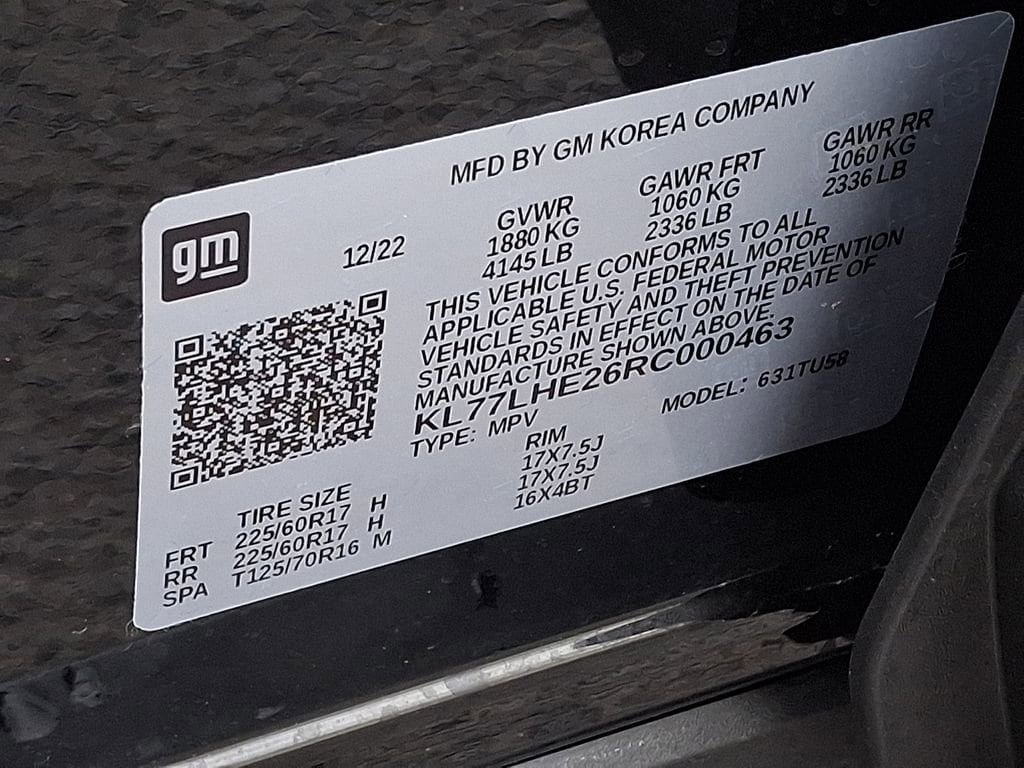 MFD BY GM KOREA COMPANY
gm
12/22
GVWR GAWR FRT GAWR RR
1880 KG 1060 KG 1060 KG
4145 LB 2336 LB 2336 LB
THIS VEHICLE CONFORMS TO ALL
APPLICABLE U.S. FEDERAL MOTOR
VEHICLE SAFETY AND THEFT PREVENTION
STANDARDS IN EFFECT ON THE DATE OF
MANUFACTURE SHOWN ABOVE.
KL77LHE26RC000463
TYPE: MPV MODEL: 631TU58
TIRE SIZE RIM
FRT 225/60R17 H 17X7.5J
RR 225/60R17 H 17X7.5J
SPA T125/70R16 M 16X4BT